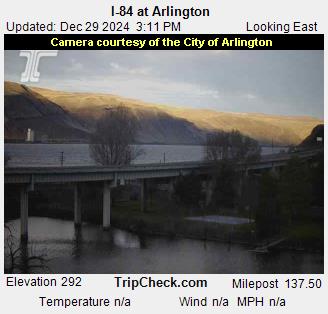 I-84 at Arlington
Updated: Dec 29 2024 3:11 PM Looking East
Camera courtesy of the City of Arlington
Elevation 292 TripCheck.com Milepost 137.50
Temperature n/a Wind n/a MPH n/a